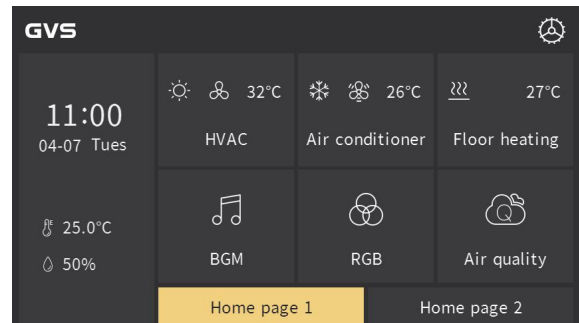 GVS
11:00
04-07 Tues
25.0°C
50%
32°C
HVAC
26°C
Air conditioner
27°C
Floor heating
BGM
RGB
Q
Air quality
Home page 1
Home page 2